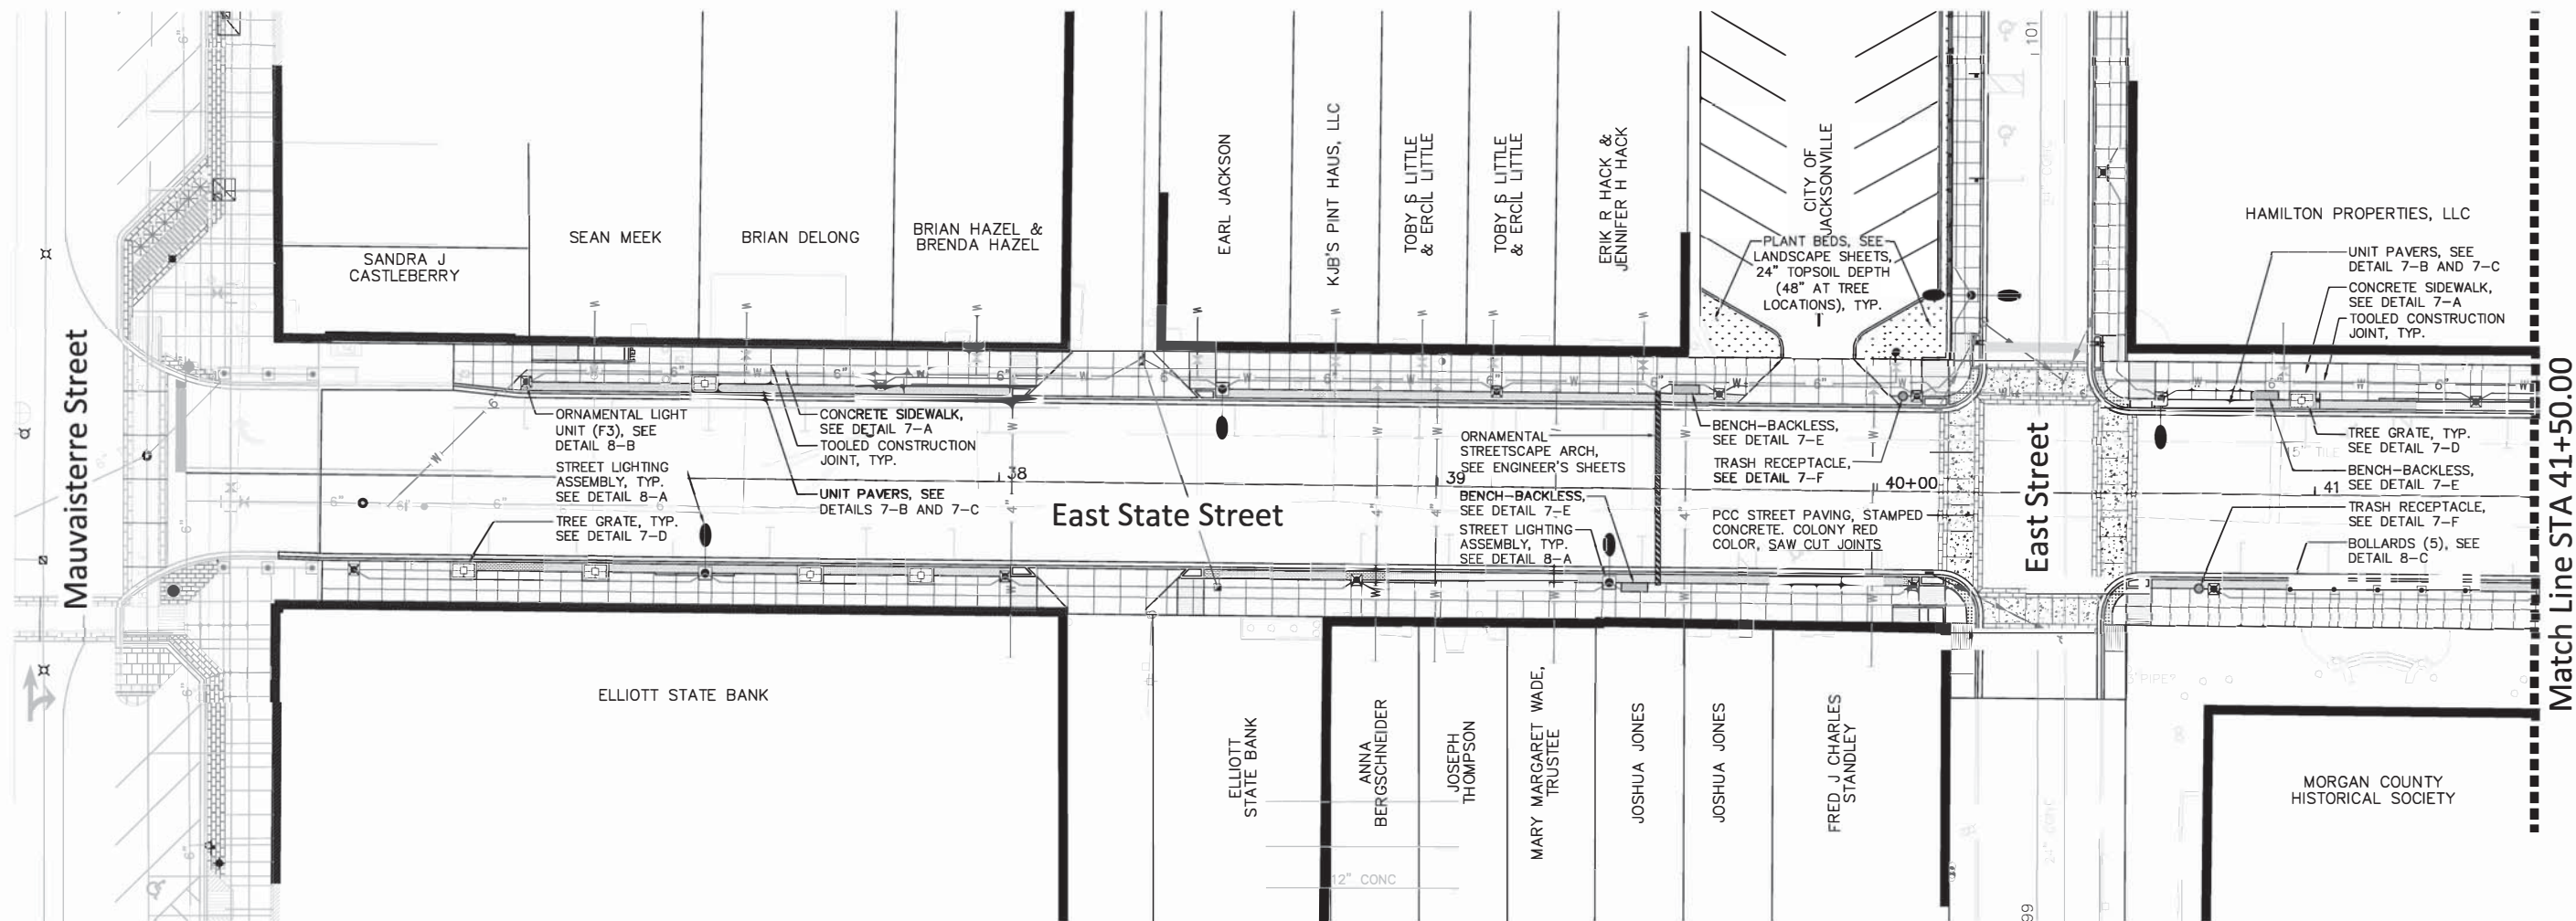 Mauvaisterre Street
SANDRA J
CASTLEBERRY
SEAN MEEK
BRIAN DELONG
BRIAN HAZEL &
BRENDA HAZEL
EARL JACKSON
KJB'S PINT HAUS, LLC
TOBY S LITTLE
& ERCIL LITTLE
TOBY S LITTLE
& ERCIL LITTLE
ERIK R HACK &
JENNIFER H HACK
CITY OF
JACKSONVILLE
PLANT BEDS, SEE
LANDSCAPE SHEETS,
24" TOPSOIL DEPTH
(48" AT TREE
LOCATIONS), TYP.
101
HAMILTON PROPERTIES, LLC
UNIT PAVERS, SEE
DETAIL 7-B AND 7-C
CONCRETE SIDEWALK,
SEE DETAIL 7-A
TOOLED CONSTRUCTION
JOINT, TYP.
ORNAMENTAL LIGHT
UNIT (F3), SEE
DETAIL 8-B
STREET LIGHTING
ASSEMBLY, TYP.
SEE DETAIL 8-A
TREE GRATE, TYP.
SEE DETAIL 7-D
CONCRETE SIDEWALK,
SEE DETAIL 7-A
TOOLED CONSTRUCTION
JOINT, TYP.
UNIT PAVERS, SEE
DETAILS 7-B AND 7-C
38
East State Street
39
ORNAMENTAL
STREETSCAPE ARCH,
SEE ENGINEER'S SHEETS
BENCH-BACKLESS,
SEE DETAIL 7-E
STREET LIGHTING
ASSEMBLY, TYP.
SEE DETAIL 8-A
BENCH-BACKLESS,
SEE DETAIL 7-E
TRASH RECEPTACLE,
SEE DETAIL 7-F
40+00
PCC STREET PAVING, STAMPED
CONCRETE. COLONY RED
COLOR, SAW CUT JOINTS
East Street
TREE GRATE, TYP.
SEE DETAIL 7-D
15" TILE
BENCH-BACKLESS,
SEE DETAIL 7-E
41
TRASH RECEPTACLE,
SEE DETAIL 7-F
BOLLARDS (5), SEE
DETAIL 8-C
Match Line STA 41+50.00
ELLIOTT STATE BANK
ELLIOTT
STATE BANK
ANNA
BERGSCHNEIDER
JOSEPH
THOMPSON
MARY MARGARET WADE,
TRUSTEE
JOSHUA JONES
JOSHUA JONES
FRED J CHARLES
STANDLEY
MORGAN COUNTY
HISTORICAL SOCIETY
12" CONC
24" CONC
99